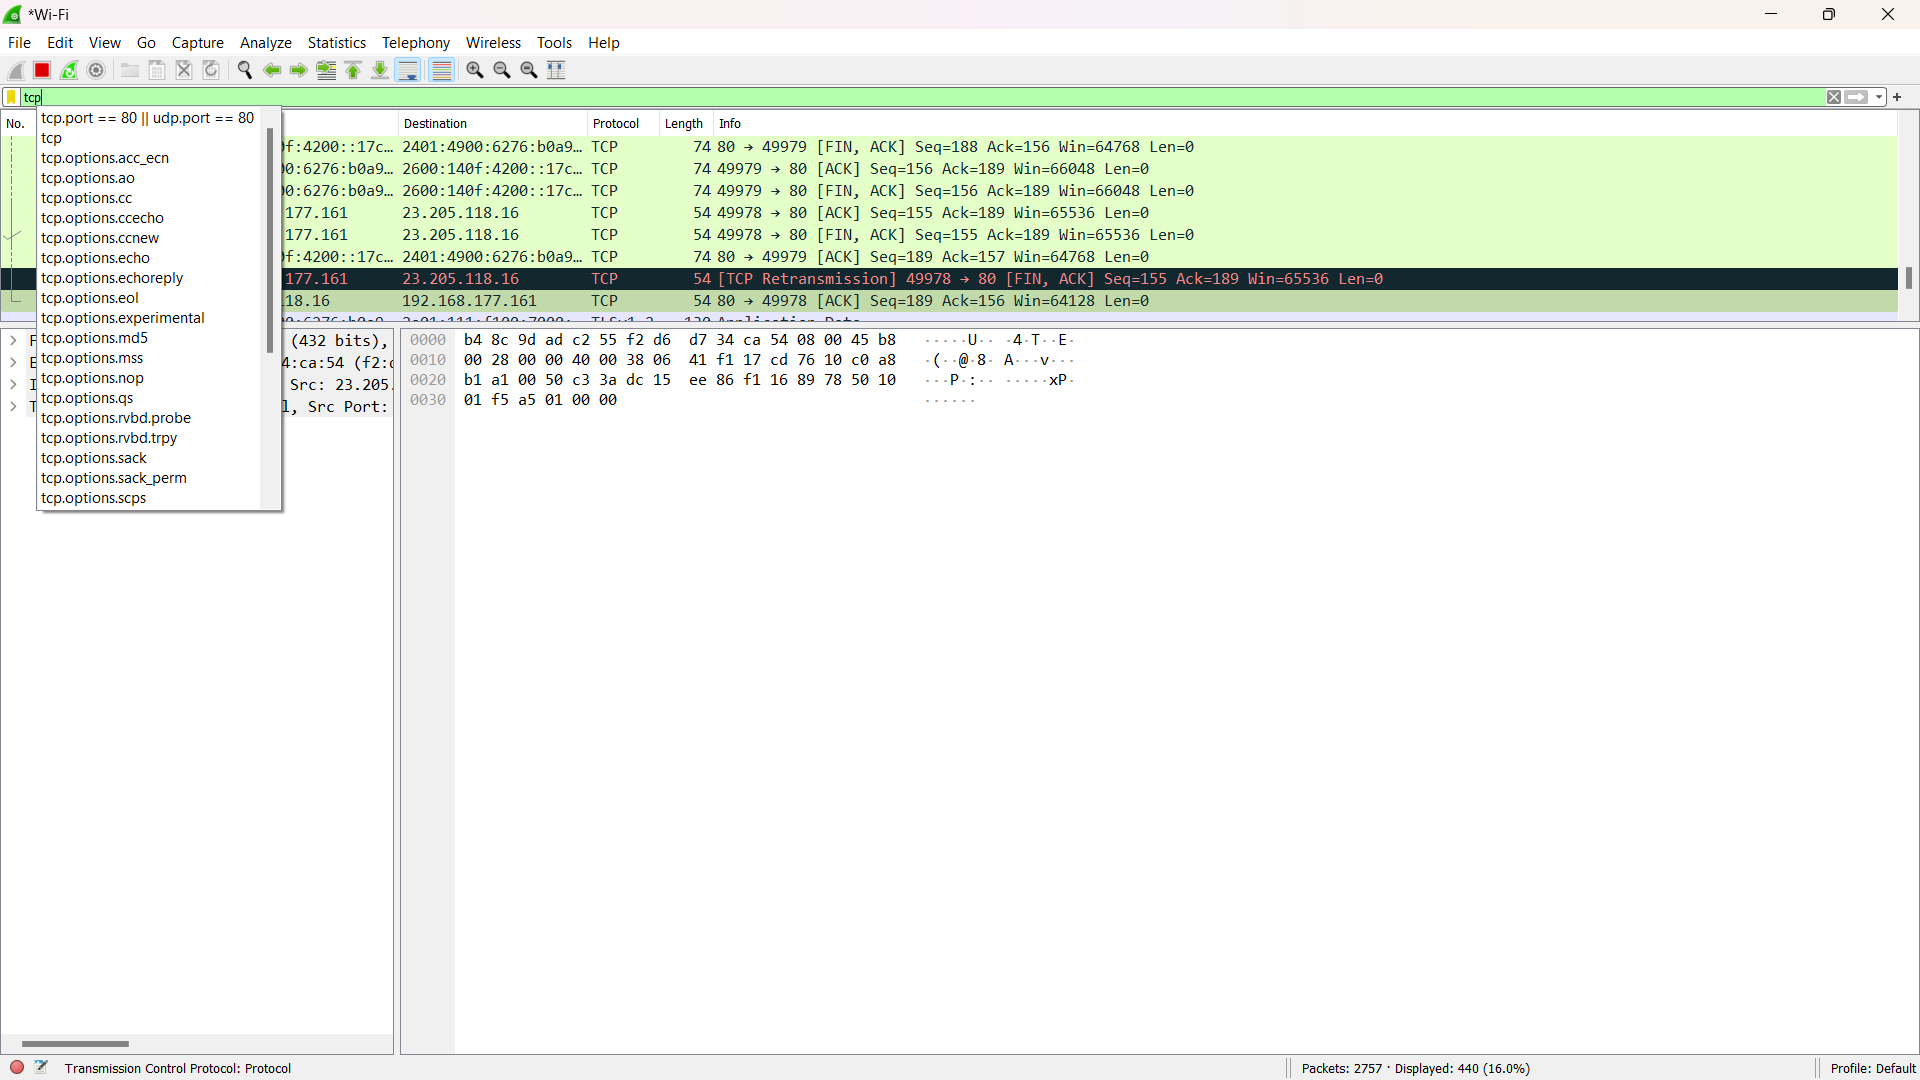 *Wi-Fi
File Edit View Go Capture Analyze Statistics Telephony Wireless Tools Help
tcp
No. Destination Protocol Length Info
tcp.port == 80 || udp.port == 80
tcp
tcp.options.acc_ecn
tcp.options.ao
tcp.options.cc
tcp.options.ccecho
tcp.options.ccnew
tcp.options.echo
tcp.options.echoreply
tcp.options.eol
tcp.options.experimental
tcp.options.md5
tcp.options.mss
tcp.options.nop
tcp.options.qs
tcp.options.rvbd.probe
tcp.options.rvbd.trpy
tcp.options.sack
tcp.options.sack_perm
tcp.options.scps
f:4200::17c… 2401:4900:6276:b0a9… TCP 74 80 → 49979 [FIN, ACK] Seq=188 Ack=156 Win=64768 Len=0
0:6276:b0a9… 2600:140f:4200::17c… TCP 74 49979 → 80 [ACK] Seq=156 Ack=189 Win=66048 Len=0
0:6276:b0a9… 2600:140f:4200::17c… TCP 74 49979 → 80 [FIN, ACK] Seq=156 Ack=189 Win=66048 Len=0
177.161 23.205.118.16 TCP 54 49978 → 80 [ACK] Seq=155 Ack=189 Win=65536 Len=0
177.161 23.205.118.16 TCP 54 49978 → 80 [FIN, ACK] Seq=155 Ack=189 Win=65536 Len=0
f:4200::17c… 2401:4900:6276:b0a9… TCP 74 80 → 49979 [ACK] Seq=189 Ack=157 Win=64768 Len=0
177.161 23.205.118.16 TCP 54 [TCP Retransmission] 49978 → 80 [FIN, ACK] Seq=155 Ack=189 Win=65536 Len=0
18.16 192.168.177.161 TCP 54 80 → 49978 [ACK] Seq=189 Ack=156 Win=64128 Len=0
(432 bits),
4:ca:54 (f2:
Src: 23.205.
, Src Port:
0000 b4 8c 9d ad c2 55 f2 d6 d7 34 ca 54 08 00 45 b8 ·····U·· ·4·T··E·
0010 00 28 00 00 40 00 38 06 41 f1 17 cd 76 10 c0 a8 ·(··@·8· A···v···
0020 b1 a1 00 50 c3 3a dc 15 ee 86 f1 16 89 78 50 10 ···P·:·· ·····xP·
0030 01 f5 a5 01 00 00 ······
Transmission Control Protocol: Protocol
Packets: 2757 · Displayed: 440 (16.0%)
Profile: Default